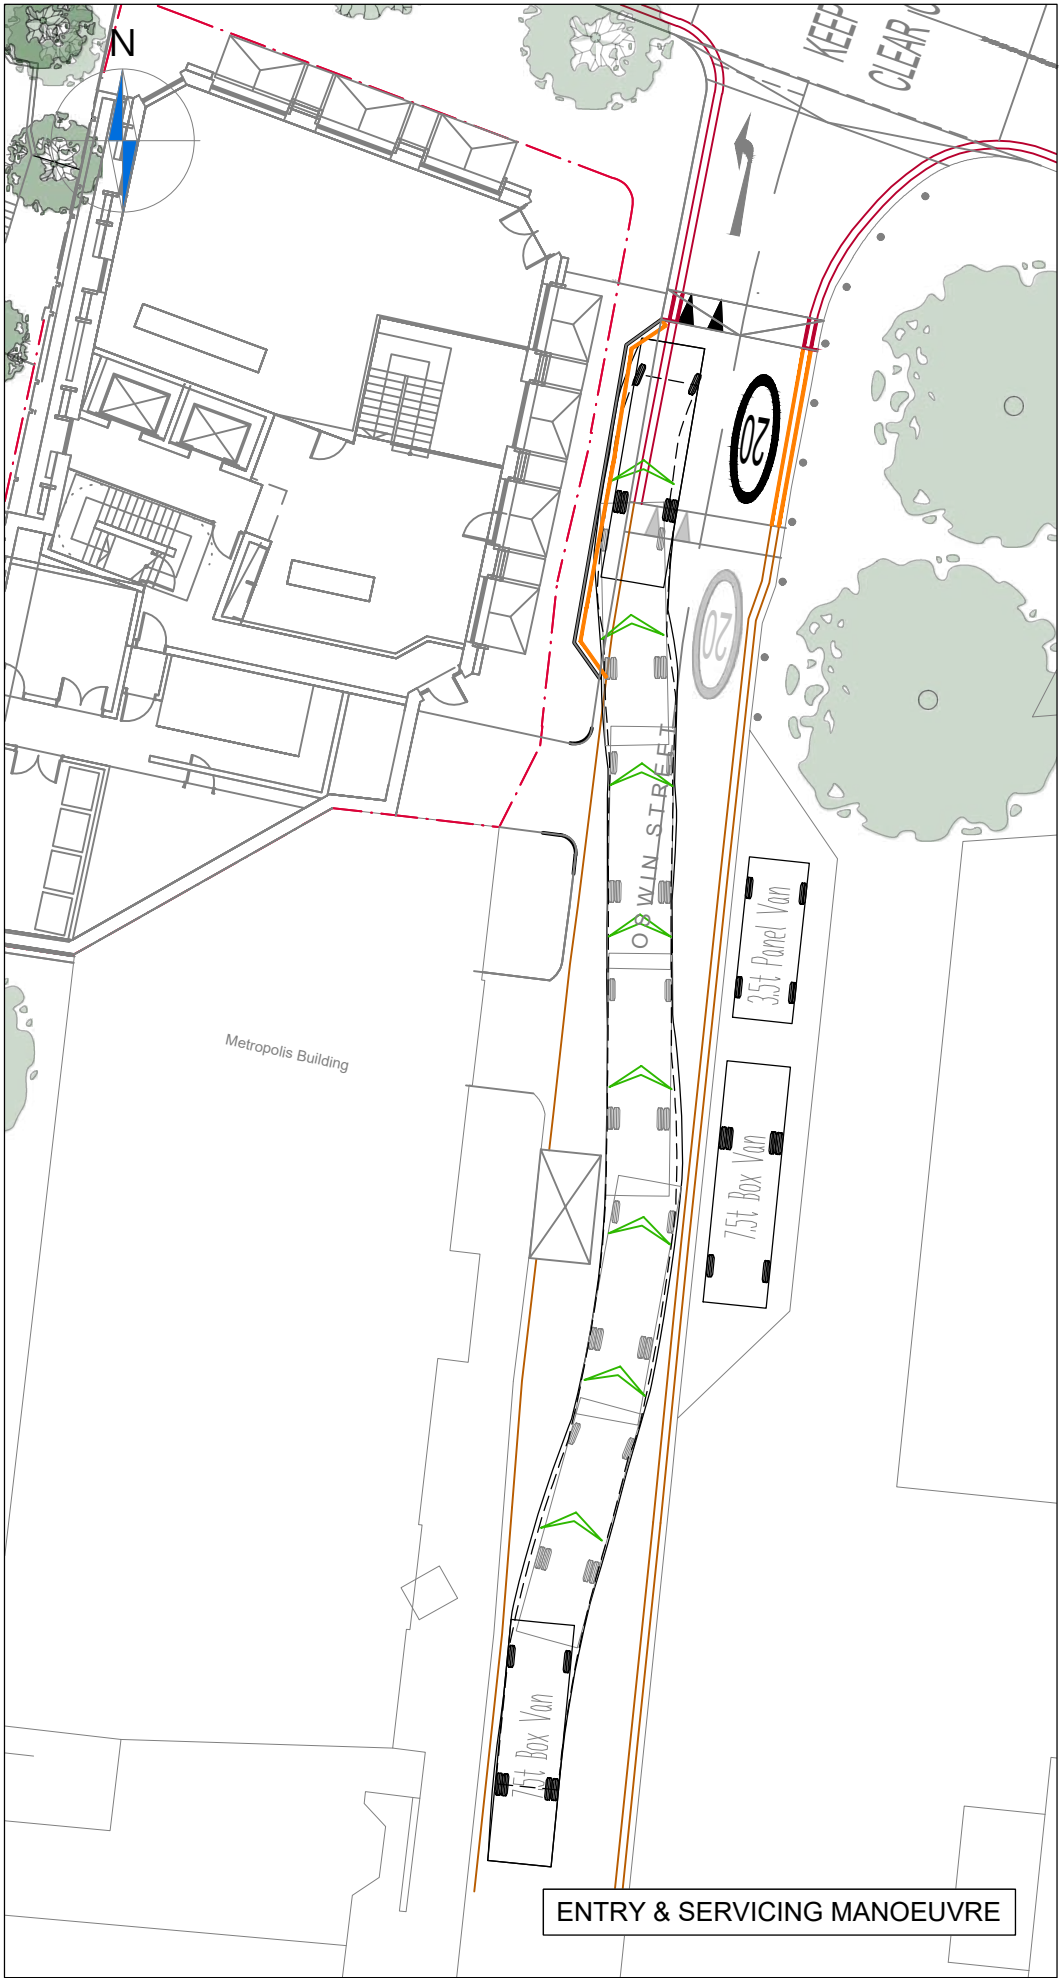 N
KEEP
CLEAR
20
20
OSWIN STREET
3.5t Panel Van
Metropolis Building
7.5t Box Van
7.5t Box Van
ENTRY & SERVICING MANOEUVRE